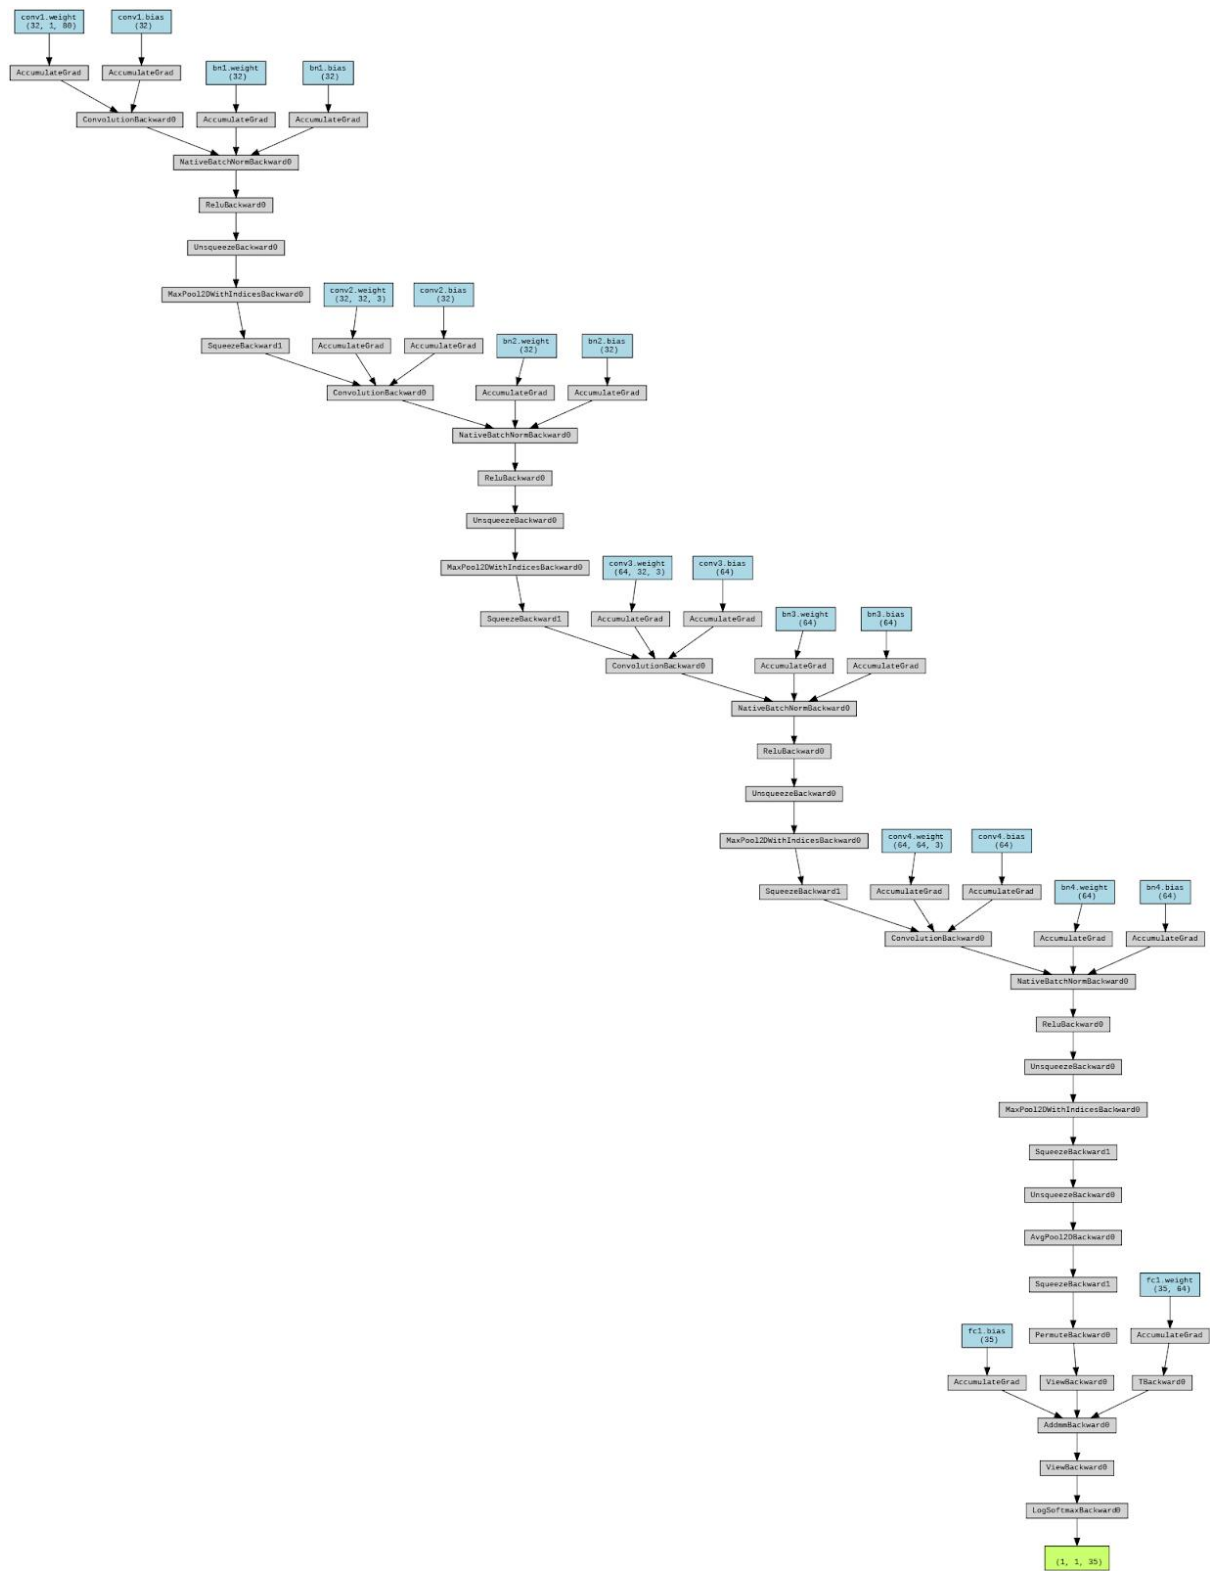 conv1.weight
(32, 1, 80)
conv1.bias
(32)
AccumulateGrad
AccumulateGrad
bn1.weight
(32)
bn1.bias
(32)
ConvolutionBackward0
AccumulateGrad
AccumulateGrad
NativeBatchNormBackward0
ReluBackward0
UnsqueezeBackward0
MaxPool2DWithIndicesBackward0
conv2.weight
(32, 32, 3)
conv2.bias
(32)
SqueezeBackward1
AccumulateGrad
AccumulateGrad
bn2.weight
(32)
bn2.bias
(32)
ConvolutionBackward0
AccumulateGrad
AccumulateGrad
NativeBatchNormBackward0
ReluBackward0
UnsqueezeBackward0
MaxPool2DWithIndicesBackward0
conv3.weight
(64, 32, 3)
conv3.bias
(64)
SqueezeBackward1
AccumulateGrad
AccumulateGrad
bn3.weight
(64)
bn3.bias
(64)
ConvolutionBackward0
AccumulateGrad
AccumulateGrad
NativeBatchNormBackward0
ReluBackward0
UnsqueezeBackward0
MaxPool2DWithIndicesBackward0
conv4.weight
(64, 64, 3)
conv4.bias
(64)
SqueezeBackward1
AccumulateGrad
AccumulateGrad
bn4.weight
(64)
bn4.bias
(64)
ConvolutionBackward0
AccumulateGrad
AccumulateGrad
NativeBatchNormBackward0
ReluBackward0
UnsqueezeBackward0
MaxPool2DWithIndicesBackward0
SqueezeBackward1
UnsqueezeBackward0
AvgPool2DBackward0
SqueezeBackward1
fc1.weight
(35, 64)
fc1.bias
(35)
PermuteBackward0
AccumulateGrad
AccumulateGrad
ViewBackward0
TBackward0
AddmmBackward0
ViewBackward0
LogSoftmaxBackward0
(1, 1, 35)